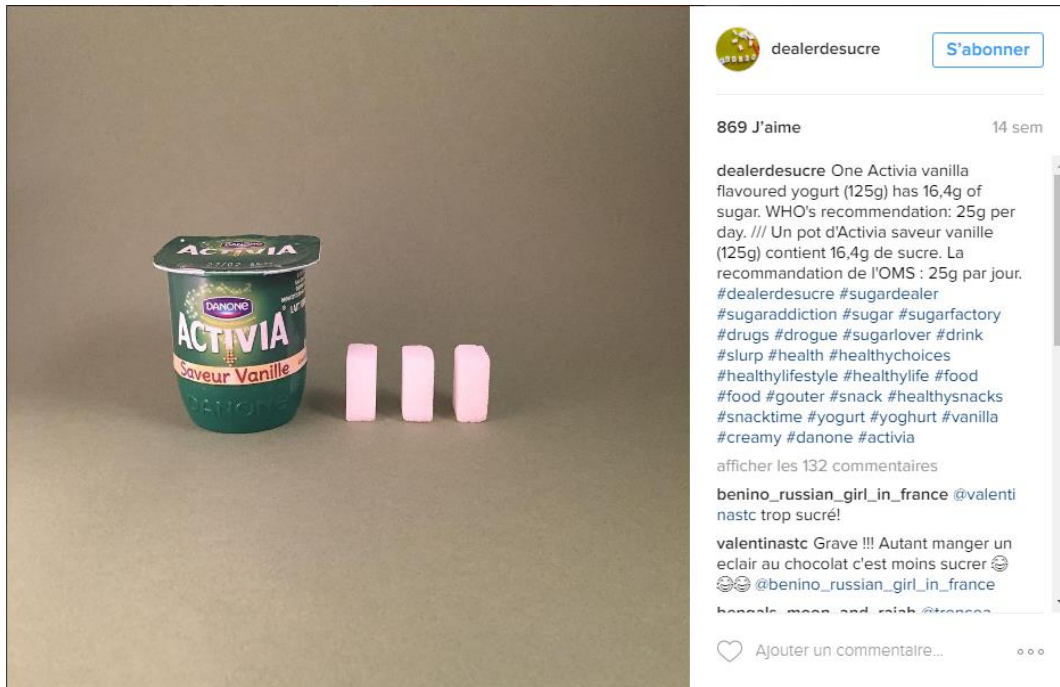 DANONE
ACTIVIA
DANONE
ACTIVIA
Saveur Vanille
DANONE
dealerdesucre
S'abonner
869 J'aime
14 sem
dealerdesucre One Activia vanilla
flavoured yogurt (125g) has 16,4g of
sugar. WHO's recommendation: 25g per
day. /// Un pot d'Activia saveur vanille
(125g) contient 16,4g de sucre. La
recommandation de l'OMS : 25g par jour.
#dealerdesucre #sugardealer
#sugaraddiction #sugar #sugarfactory
#drugs #drogue #sugarlover #drink
#slurp #health #healthychoices
#healthylifestyle #healthylife #food
#food #gouter #snack #healthysnacks
#snacktime #yogurt #yoghurt #vanilla
#creamy #danone #activia
afficher les 132 commentaires
benino_russian_girl_in_france @valenti
nastc trop sucré!
valentinastc Grave !!! Autant manger un
eclair au chocolat c'est moins sucrer 😂
😂😂 @benino_russian_girl_in_france
Ajouter un commentaire...